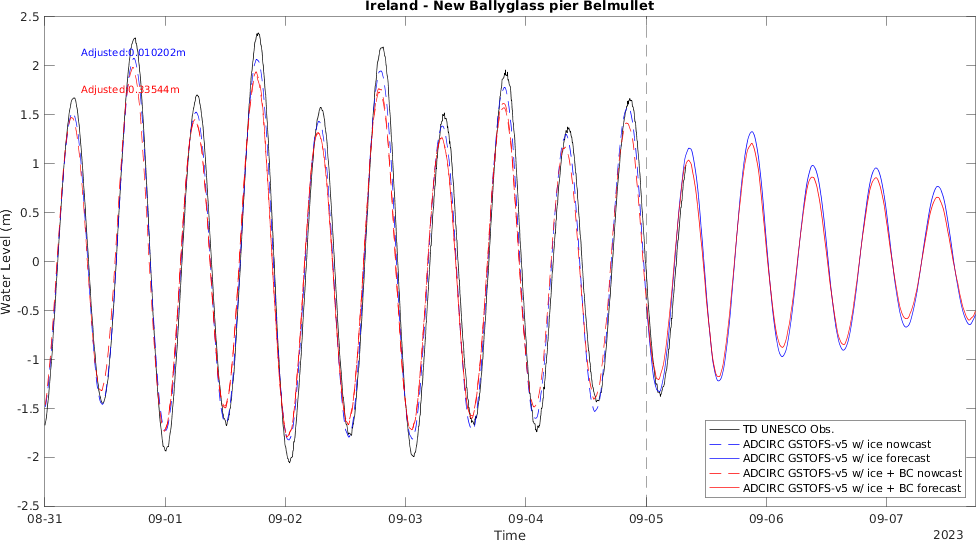 Ireland - New Ballyglass pier Belmullet
2.5
2
1.5
1
0.5
0
-0.5
-1
-1.5
-2
-2.5
Water Level (m)
Adjusted:0.010202m
Adjusted:0.33544m
TD UNESCO Obs.
ADCIRC GSTOFS-v5 w/ ice nowcast
ADCIRC GSTOFS-v5 w/ ice forecast
ADCIRC GSTOFS-v5 w/ ice + BC nowcast
ADCIRC GSTOFS-v5 w/ ice + BC forecast
08-31 09-01 09-02 09-03 09-04 09-05 09-06 09-07
Time
2023